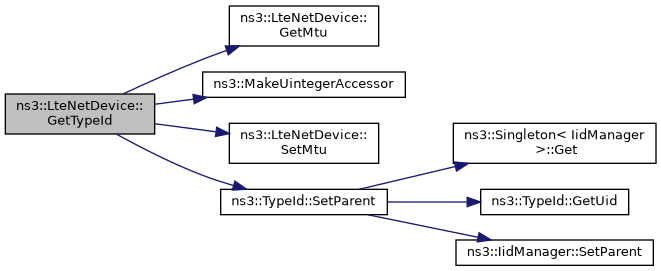 ns3::LteNetDevice::
GetTypeId
ns3::LteNetDevice::
GetMtu
ns3::MakeUintegerAccessor
ns3::LteNetDevice::
SetMtu
ns3::TypeId::SetParent
ns3::Singleton< IidManager
>::Get
ns3::TypeId::GetUid
ns3::IidManager::SetParent